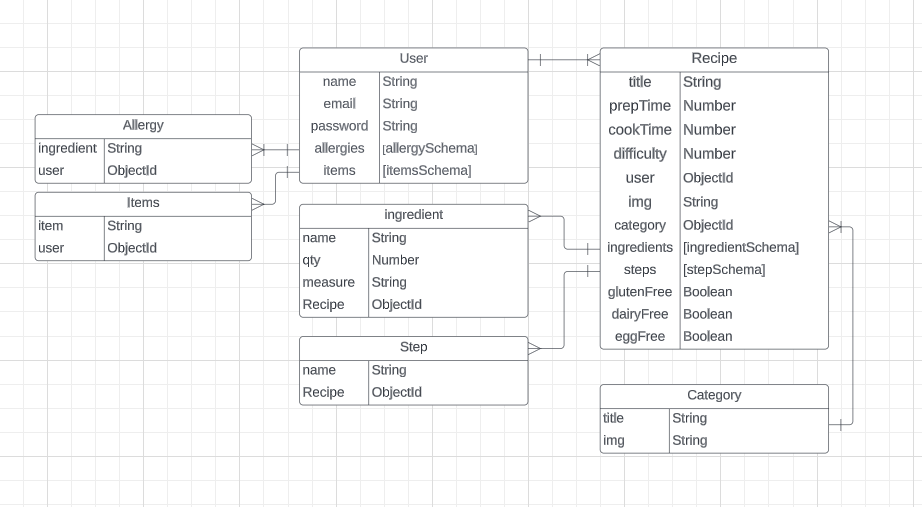 User
name String
email String
password String
allergies [allergySchema]
items [itemsSchema]
Recipe
title String
prepTime Number
cookTime Number
difficulty Number
user ObjectId
img String
category ObjectId
ingredients [ingredientSchema]
steps [stepSchema]
glutenFree Boolean
dairyFree Boolean
eggFree Boolean
Allergy
ingredient String
user ObjectId
Items
item String
user ObjectId
ingredient
name String
qty Number
measure String
Recipe ObjectId
Step
name String
Recipe ObjectId
Category
title String
img String